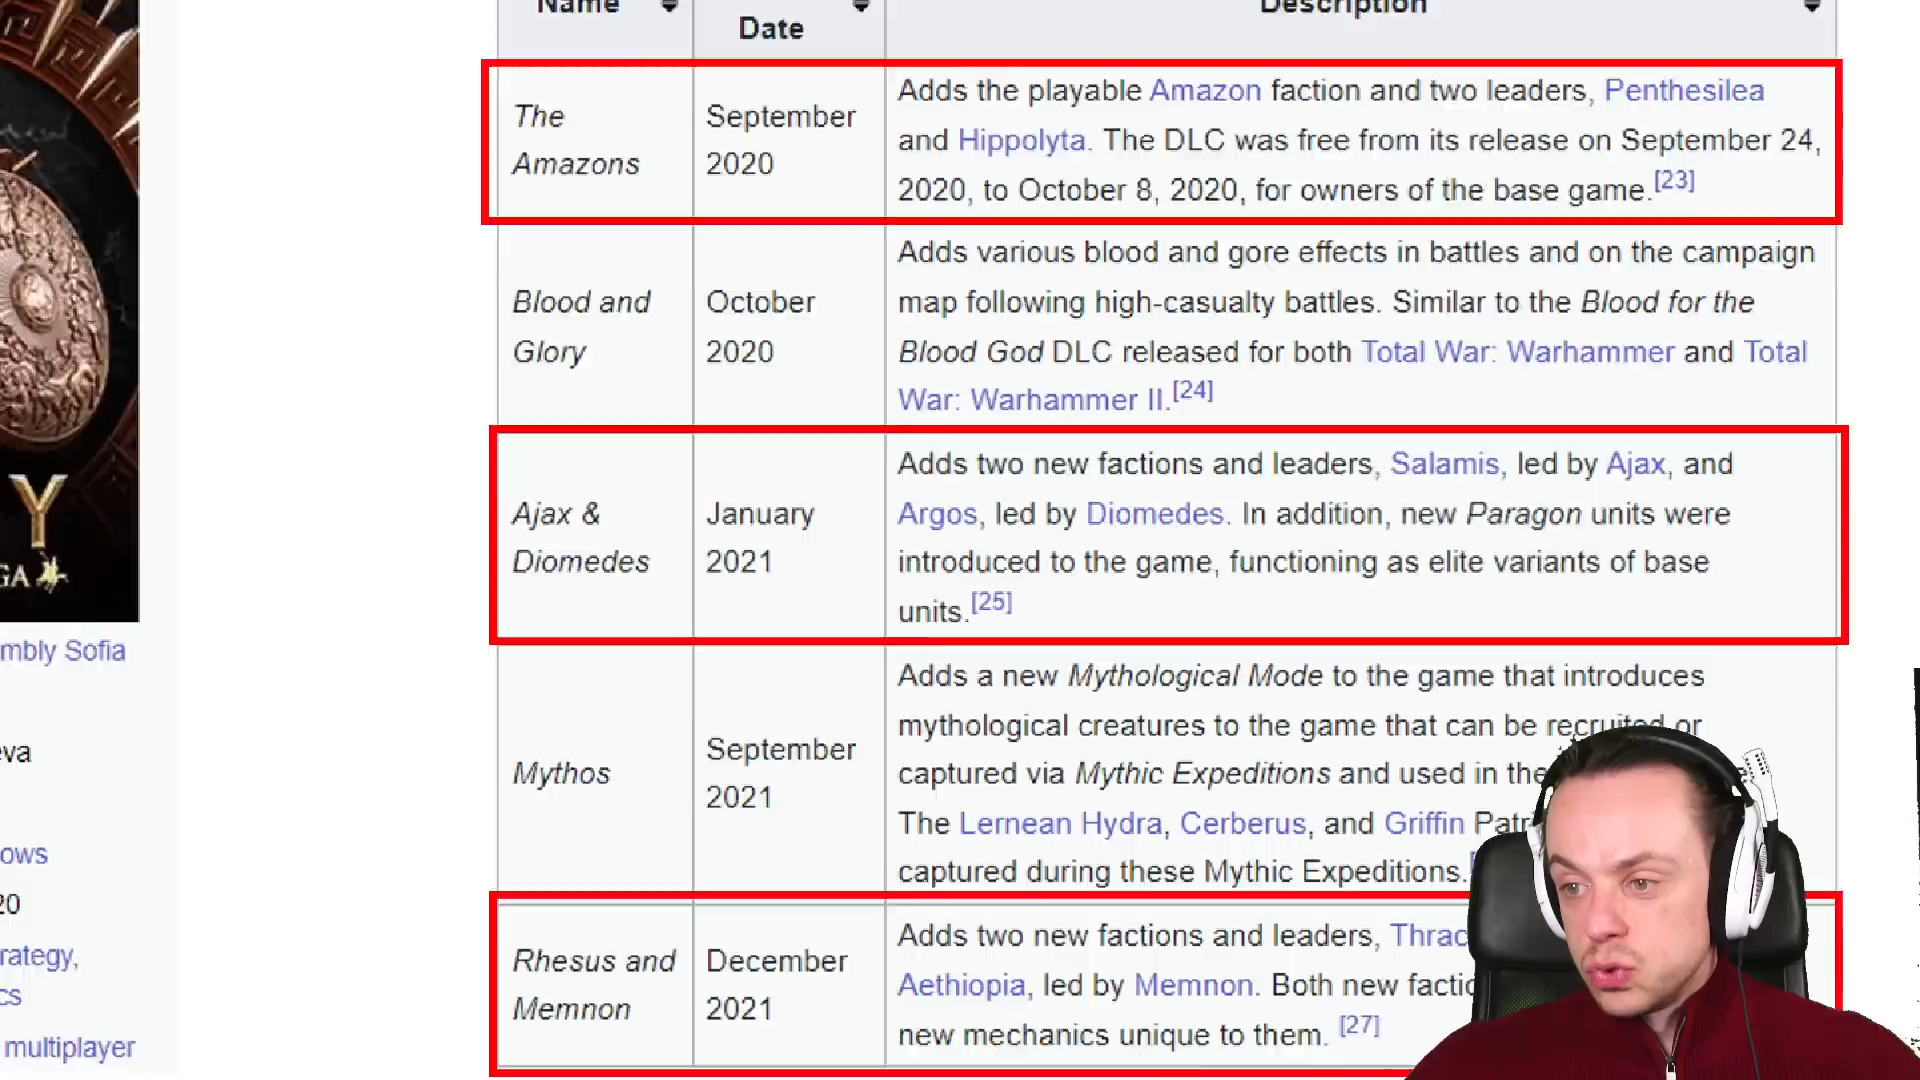 Name
Date
Description
The
Amazons
September
2020
Adds the playable Amazon faction and two leaders, Penthesilea
and Hippolyta. The DLC was free from its release on September 24,
2020, to October 8, 2020, for owners of the base game.[23]
Blood and
Glory
October
2020
Adds various blood and gore effects in battles and on the campaign
map following high-casualty battles. Similar to the Blood for the
Blood God DLC released for both Total War: Warhammer and Total
War: Warhammer II.[24]
Ajax &
Diomedes
January
2021
Adds two new factions and leaders, Salamis, led by Ajax, and
Argos, led by Diomedes. In addition, new Paragon units were
introduced to the game, functioning as elite variants of base
units.[25]
Mythos
September
2021
Adds a new Mythological Mode to the game that introduces
mythological creatures to the game that can be recruited or
captured via Mythic Expeditions and used in the
The Lernean Hydra, Cerberus, and Griffin Patr
captured during these Mythic Expeditions.
Rhesus and
Memnon
December
2021
Adds two new factions and leaders, Thrac
Aethiopia, led by Memnon. Both new factio
new mechanics unique to them. [27]
Y
GA
mbly Sofia
eva
ows
20
rategy,
cs
multiplayer